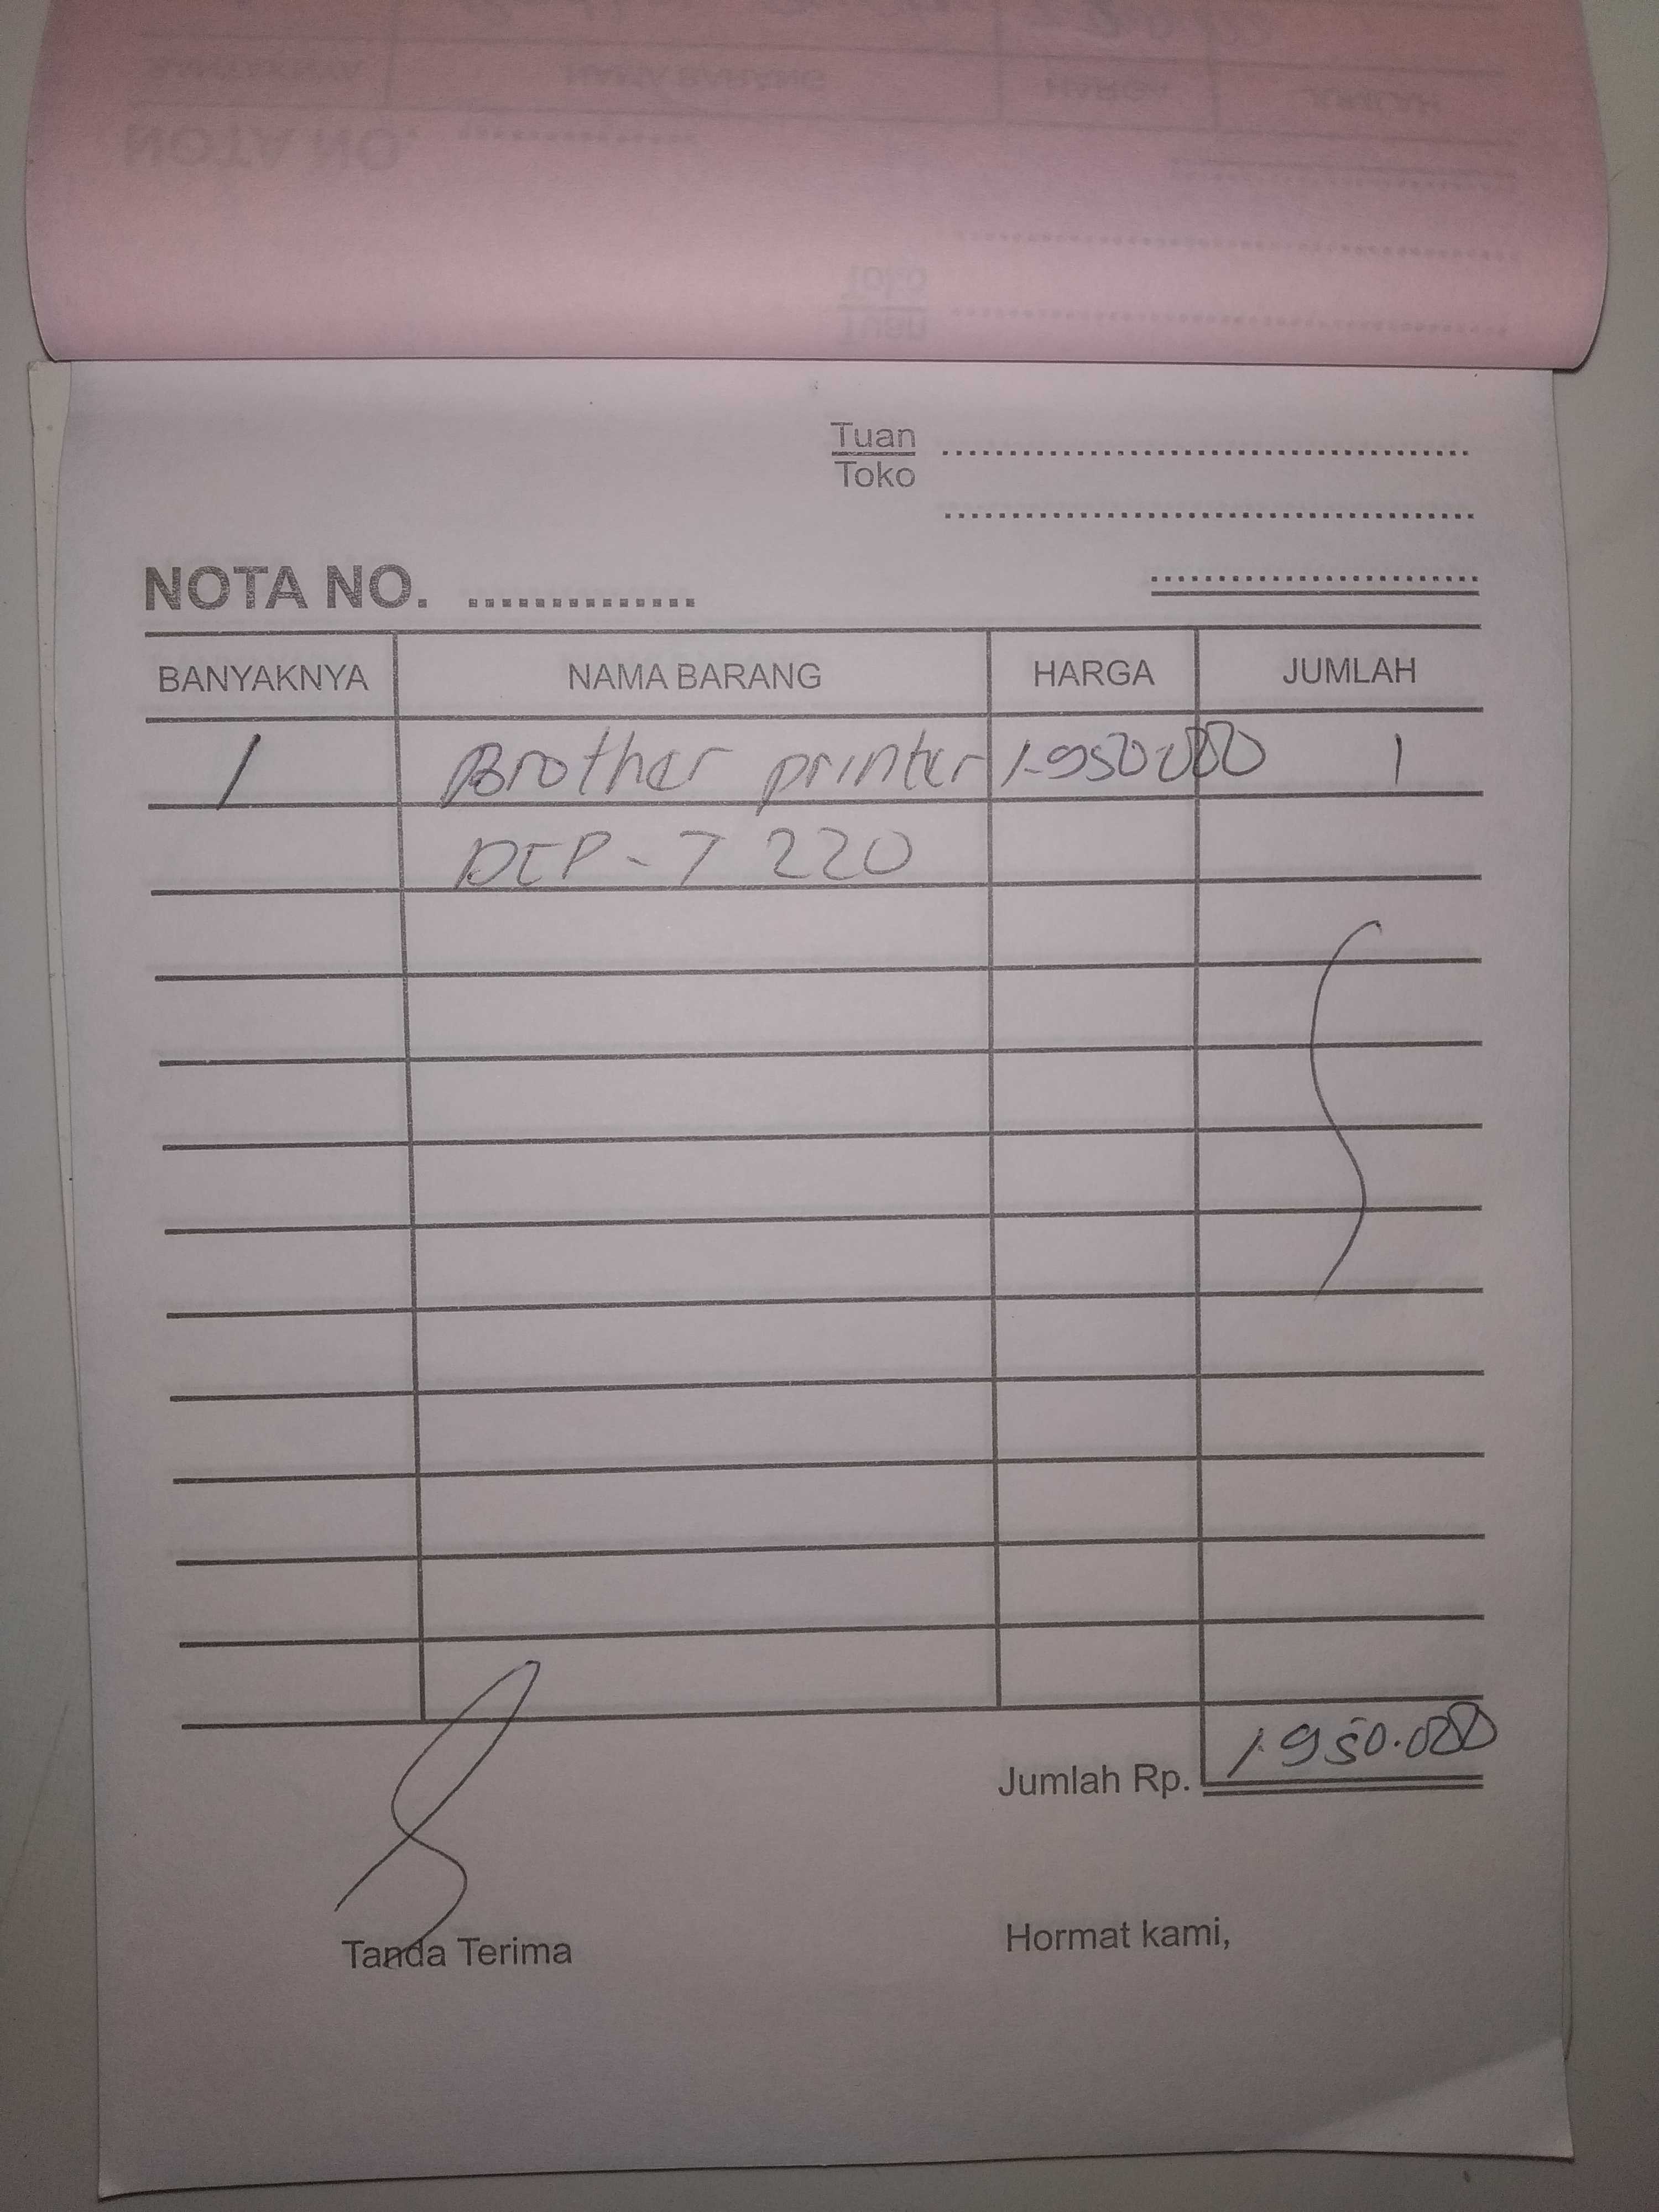 Tuan
Toko
NOTA NO. ..............
BANYAKNYA NAMA BARANG HARGA JUMLAH
1 Brother printer 1.950.000 1
DCP - T 220
Jumlah Rp. 1.950.000
Tanda Terima Hormat kami,